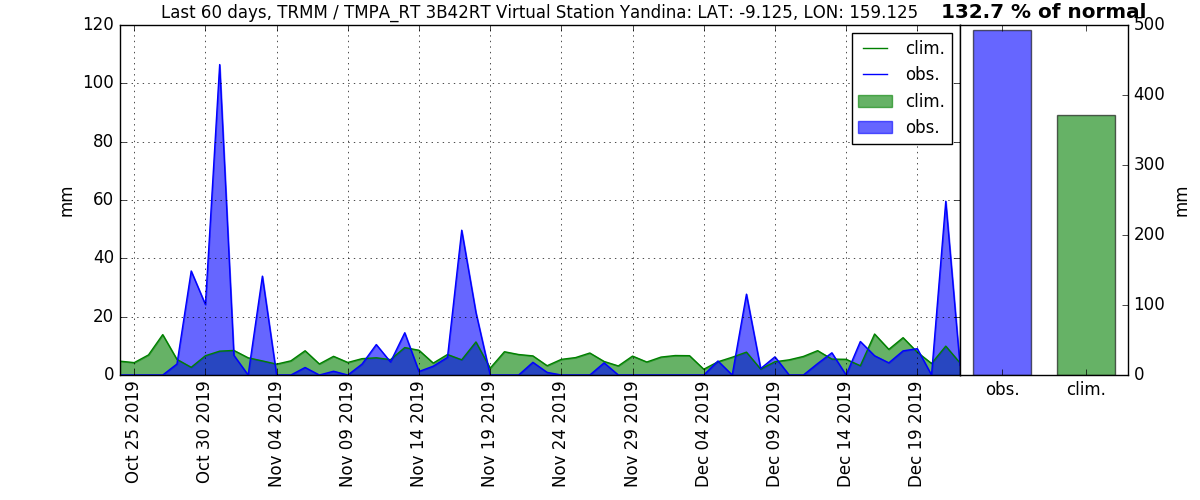 Last 60 days, TRMM / TMPA_RT 3B42RT Virtual Station Yandina: LAT: -9.125, LON: 159.125
132.7 % of normal
120
100
80
60
40
20
0
mm
clim.
obs.
clim.
obs.
500
400
300
200
100
0
mm
obs.
clim.
Oct 25 2019
Oct 30 2019
Nov 04 2019
Nov 09 2019
Nov 14 2019
Nov 19 2019
Nov 24 2019
Nov 29 2019
Dec 04 2019
Dec 09 2019
Dec 14 2019
Dec 19 2019